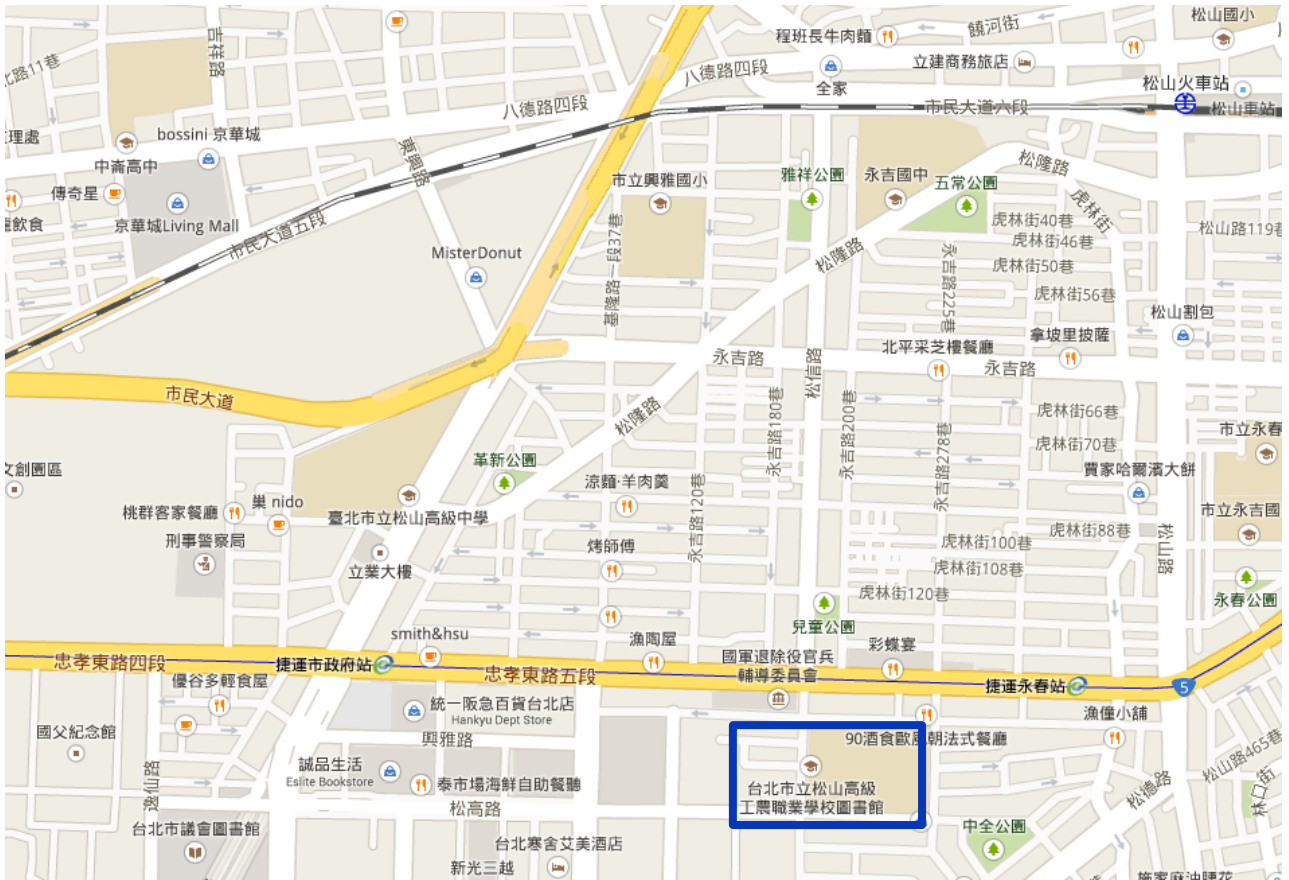 松山國小
饒河街
程班長牛肉麵
立建商務旅店
吉祥路
八德路四段
全家
松山火車站
八德路四段
市民大道六段
松山車站
bossini 京華城
中崙高中
東興路
松隆路
傳奇星
市立興雅國小
雅祥公園
永吉國中
五常公園
虎林街
京華城Living Mall
市民大道五段
虎林街40巷
松山路119巷
虎林街46巷
MisterDonut
基隆路一段37巷
松隆路
永吉路225巷
虎林街50巷
虎林街56巷
松山割包
拿坡里披薩
北平采芝樓餐廳
永吉路
松信路
永吉路
市民大道
松隆路
永吉路180巷
永吉路200巷
虎林街66巷
永吉路278巷
虎林街70巷
市立永春
革新公園
賈家哈爾濱大餅
文創園區
涼麵·羊肉羹
巢 nido
桃群客家餐廳
臺北市立松山高級中學
永吉路120巷
市立永吉國
刑事警察局
虎林街88巷
松山路
烤師傅
虎林街100巷
立業大樓
虎林街108巷
虎林街120巷
永春公園
兒童公園
smith&hsu
漁陶屋
彩蝶宴
忠孝東路四段
捷運市政府站
忠孝東路五段
國軍退除役官兵
輔導委員會
捷運永春站
5
優谷多輕食屋
統一阪急百貨台北店
Hankyu Dept Store
漁僮小舖
國父紀念館
興雅路
90酒食歐風朝法式餐廳
松山路465巷
誠品生活
Eslite Bookstore
逸仙路
泰市場海鮮自助餐聽
台北市立松山高級
工農職業學校圖書館
松德路
林口街
松高路
台北市議會圖書館
中全公園
台北寒舍艾美酒店
新光三越